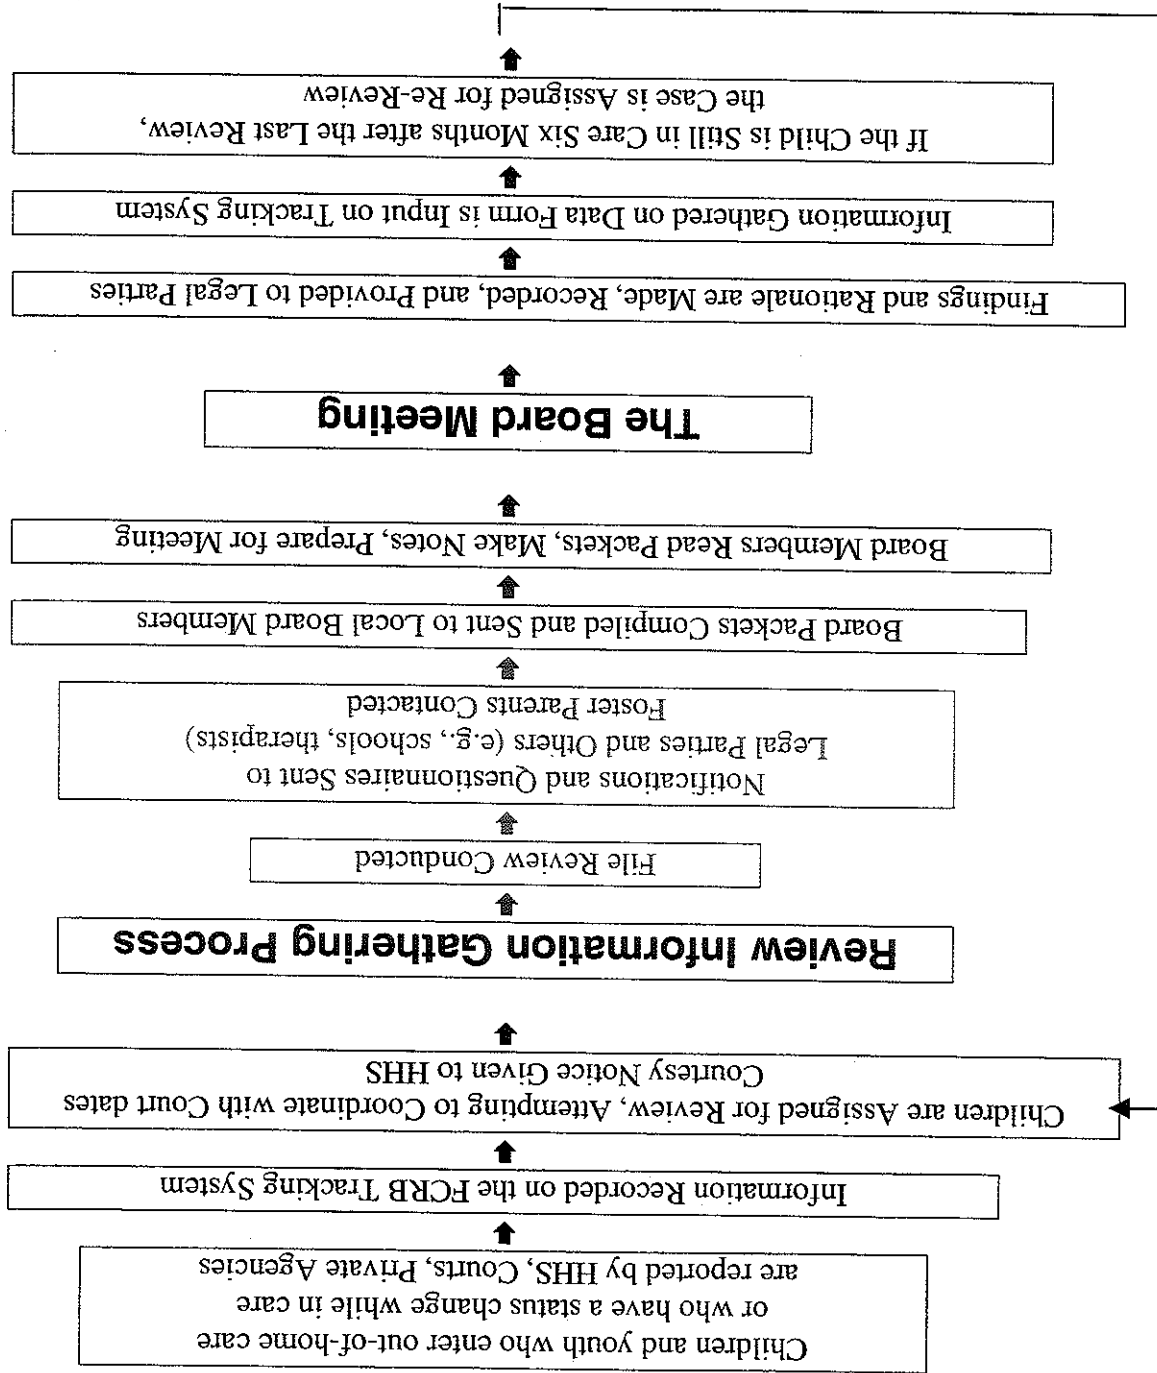 Children and youth who enter out-of-home care
or who have a status change while in care
are reported by HHS, Courts, Private Agencies
Information Recorded on the FCRB Tracking System
Children are Assigned for Review, Attempting to Coordinate with Court dates
Courtesy Notice Given to HHS
Review Information Gathering Process
File Review Conducted
Notifications and Questionnaires Sent to
Legal Parties and Others (e.g., schools, therapists)
Foster Parents Contacted
Board Packets Compiled and Sent to Local Board Members
Board Members Read Packets, Make Notes, Prepare for Meeting
The Board Meeting
Findings and Rationale are Made, Recorded, and Provided to Legal Parties
Information Gathered on Data Form is Input on Tracking System
If the Child is Still in Care Six Months after the Last Review,
the Case is Assigned for Re-Review